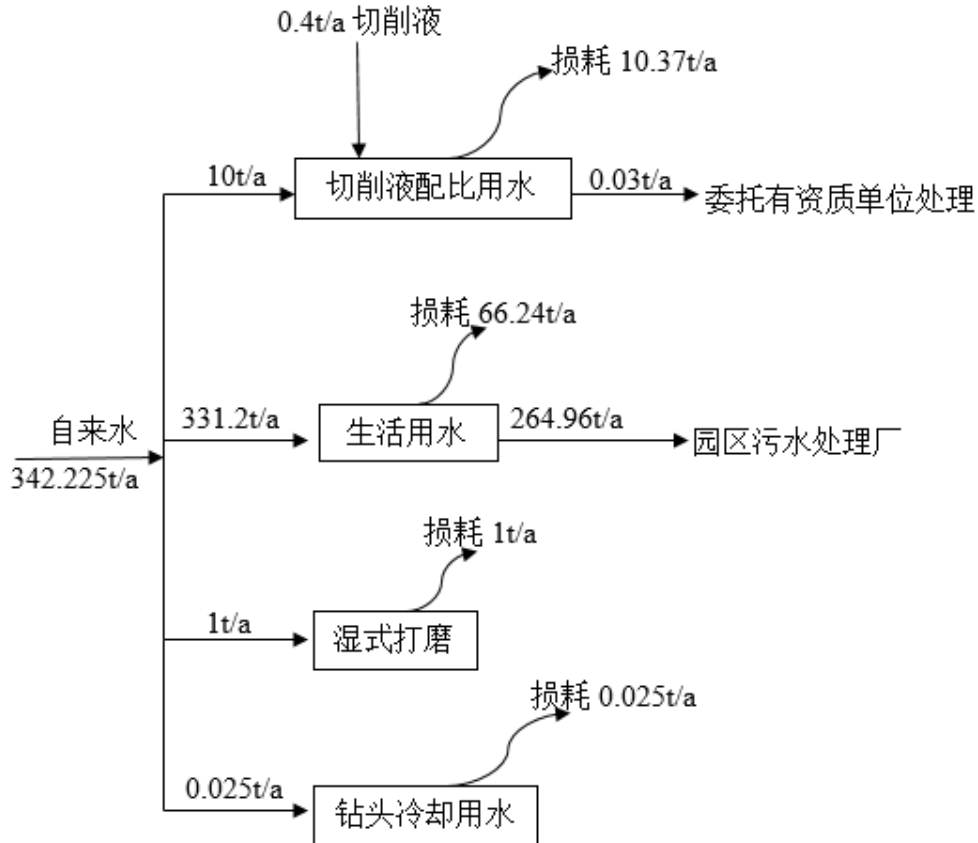 0.4t/a 切削液
损耗 10.37t/a
10t/a
切削液配比用水
0.03t/a
委托有资质单位处理
损耗 66.24t/a
自来水
342.225t/a
331.2t/a
生活用水
264.96t/a
园区污水处理厂
损耗 1t/a
1t/a
湿式打磨
损耗 0.025t/a
0.025t/a
钻头冷却用水